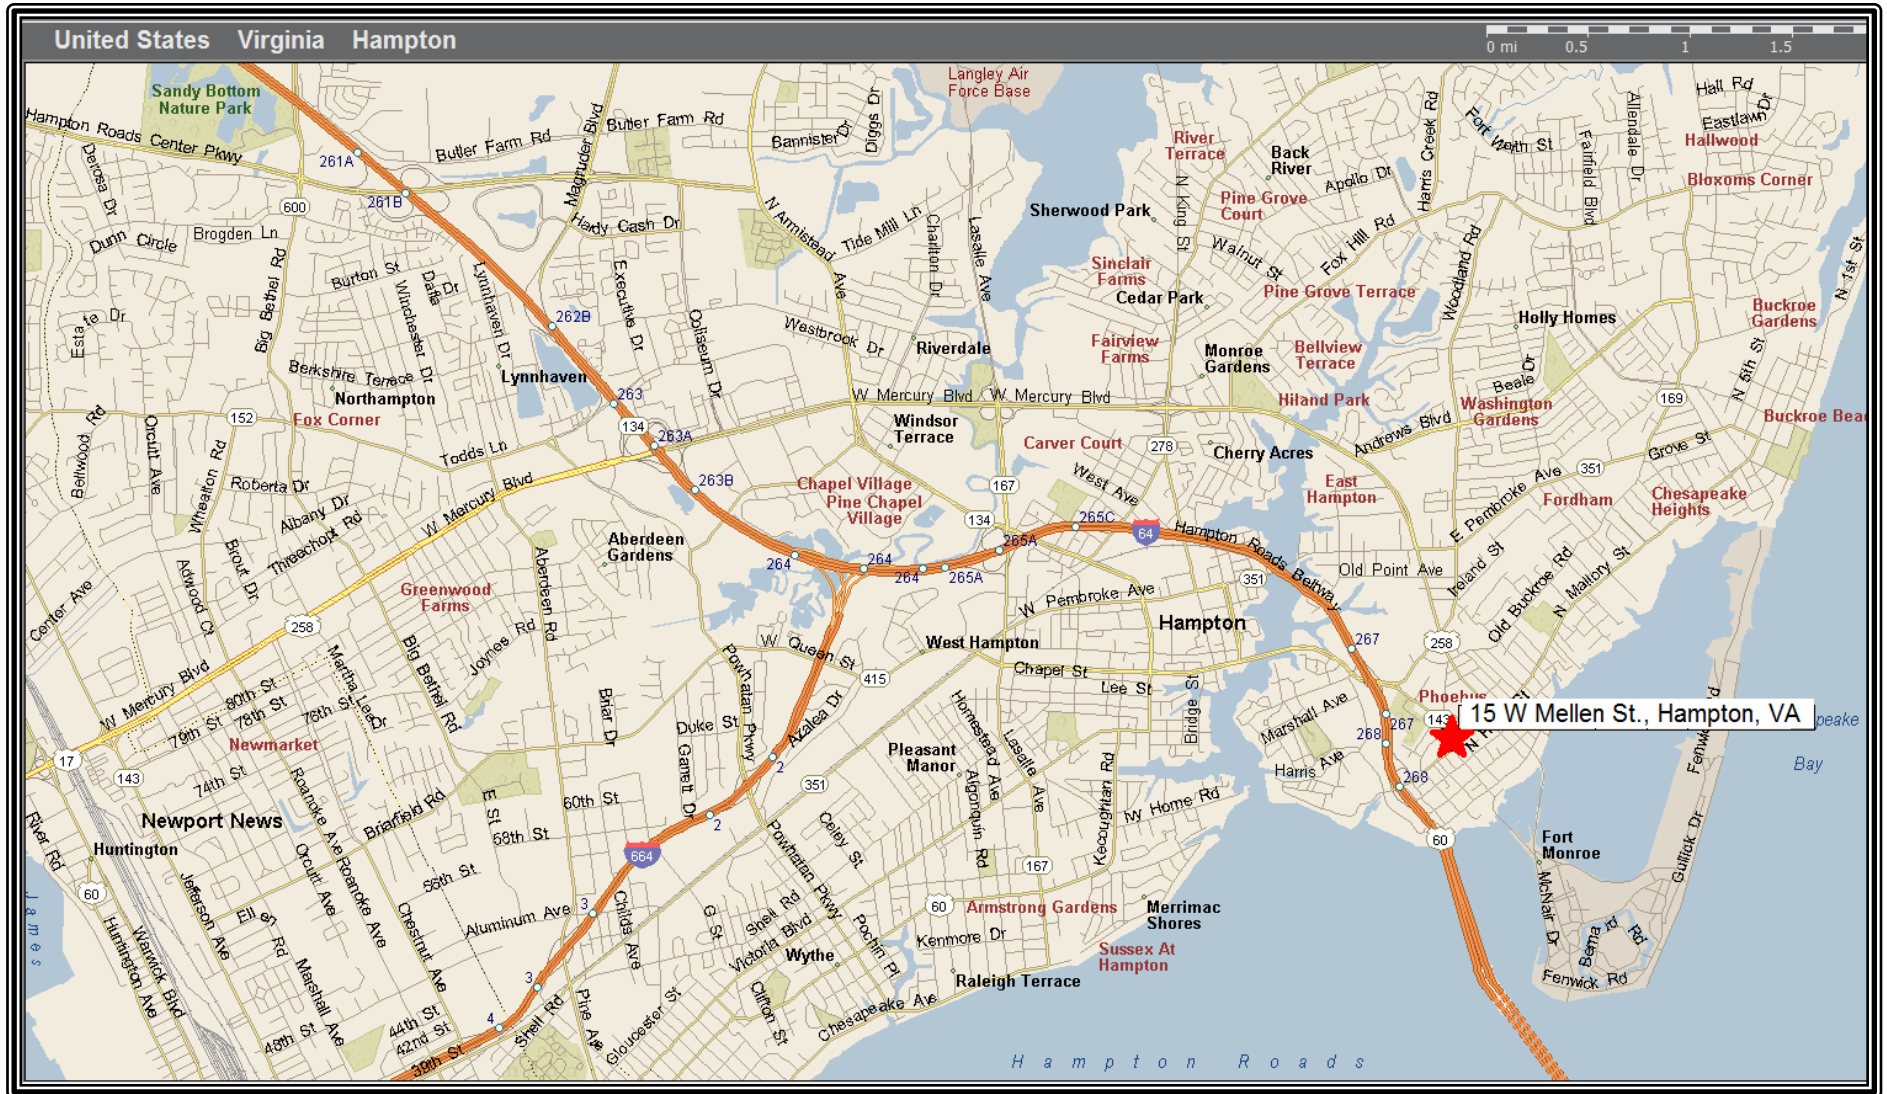 United States Virginia Hampton
0 mi 0.5 1 1.5
Langley Air
Force Base
Sandy Bottom
Nature Park
Hampton Roads Center Pkwy
261A
261B
Butler Farm Rd
Butler Farm Rd
Magruder Blvd
Bannister Dr
Diggs Dr
River
Terrace
Back
River
Apollo Dr
Harris Creek Rd
Fort Worth St
Fairfield Blvd
Allendale Dr
Hall Rd
Eastlawn Dr
Hallwood
Bloxoms Corner
Derosa Dr
600
Dunn Circle
Brogden Ln
Big Bethel Rd
Hardy Cash Dr
N Armistead Ave
Tide Mill Ln
Charlton Dr
Lasalle Ave
Sherwood Park
N King St
Pine Grove
Court
Walnut St
Fox Hill Rd
Woodland Rd
N 1st St
Burton St
Dafia Dr
Winchester Dr
Lynnhaven Dr
Executive Dr
Coliseum Dr
Sinclair
Farms
Cedar Park
Pine Grove Terrace
Buckroe
Gardens
Estate Dr
262B
Westbrook Dr
Riverdale
Fairview
Farms
Monroe
Gardens
Bellview
Terrace
Holly Homes
N 5th St
Berkshire Terrace
Lynnhaven
Northampton
263
W Mercury Blvd
W Mercury Blvd
Hiland Park
Beale Dr
Washington
Gardens
169
Buckroe Bea
Bellwood Rd
Orcutt Ave
152
Fox Corner
134
263A
Windsor
Terrace
Carver Court
278
Cherry Acres
Andrews Blvd
Grove St
Wheaton Rd
Todds Ln
Roberta Dr
W Mercury Blvd
263B
Chapel Village
Pine Chapel
Village
167
West Ave
East
Hampton
E Pembroke Ave
351
Fordham
Chesapeake
Heights
Albany Dr
Threechopt Rd
Aberdeen
Gardens
134
265C
64
Hampton Roads Beltway
265A
264
264
264
265A
Brout Dr
Adwood Ct
Aberdeen Rd
Old Point Ave
351
Ireland St
Old Buckroe Rd
N Mallory St
Center Ave
Greenwood
Farms
258
W Pembroke Ave
Hampton
W Queen St
West Hampton
267
258
W Mercury Blvd
80th St
79th St
78th St
76th St
Martha Lee Dr
Big Bethel Rd
Joynes Rd
Powhatan Pkwy
415
Chapel St
Lee St
Bridge St
Briar Dr
Duke St
Azalea Dr
Homestead Ave
Lasalle Ave
Marshall Ave
Phoebus
143
267
15 W Mellen St., Hampton, VA
peake
Bay
Newmarket
17
143
74th St
Roanoke Ave
Garrett Dr
Pleasant
Manor
268
Harris Ave
268
2
351
Algonquin Rd
Kecoughtan Rd
IW Home Rd
Newport News
Briarfield Rd
E St
60th St
58th St
2
Celey St
River Rd
Huntington
Orcutt Ave
Roanoke Ave
664
Powhatan Pkwy
167
60
Fort
Monroe
Gullick Dr
60
Jefferson Ave
56th St
Ellen Rd
Chestnut Ave
Aluminum Ave
3
Childs Ave
G St
Shell Rd
Victoria Blvd
60
Armstrong Gardens
Merrimac
Shores
McNair Dr
James
Huntington Ave
Warwick Blvd
Marshall Ave
Wythe
Pochin Pl
Kenmore Dr
Sussex At
Hampton
Fenwick Rd
3
Raleigh Terrace
4
Shell Rd
Pine Ave
Gloucester St
Clifton St
Chesapeake Ave
48th St
44th St
42nd St
39th St
Hampton Roads